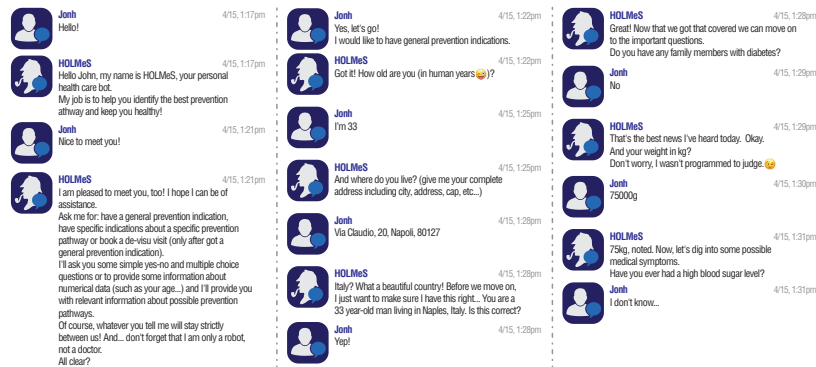 Jonh 4/15, 1:17pm
Hello!
HOLMeS 4/15, 1:17pm
Hello John, my name is HOLMeS, your personal
health care bot.
My job is to help you identify the best prevention
athway and keep you healthy!
Jonh 4/15, 1:21pm
Nice to meet you!
HOLMeS 4/15, 1:21pm
I am pleased to meet you, too! I hope I can be of
assistance.
Ask me for: have a general prevention indication,
have specific indications about a specific prevention
pathway or book a de-visu visit (only after got a
general prevention indication).
I'll ask you some simple yes-no and multiple choice
questions or to provide some information about
numerical data (such as your age...) and I'll provide you
with relevant information about possible prevention
pathways.
Of course, whatever you tell me will stay strictly
between us! And... don't forget that I am only a robot,
not a doctor.
All clear?
Jonh 4/15, 1:22pm
Yes, let's go!
I would like to have general prevention indications.
HOLMeS 4/15, 1:22pm
Got it! How old are you (in human years😜)?
Jonh 4/15, 1:25pm
I'm 33
HOLMeS 4/15, 1:25pm
And where do you live? (give me your complete
address including city, address, cap, etc...)
Jonh 4/15, 1:28pm
Via Claudio, 20, Napoli, 80127
HOLMeS 4/15, 1:28pm
Italy? What a beautiful country! Before we move on,
I just want to make sure I have this right... You are a
33 year-old man living in Naples, Italy. Is this correct?
Jonh 4/15, 1:28pm
Yep!
HOLMeS 4/15, 1:28pm
Great! Now that we got that covered we can move on
to the important questions.
Do you have any family members with diabetes?
Jonh 4/15, 1:29pm
No
HOLMeS 4/15, 1:29pm
That's the best news I've heard today. Okay.
And your weight in kg?
Don't worry, I wasn't programmed to judge.😉
Jonh 4/15, 1:30pm
75000g
HOLMeS 4/15, 1:31pm
75kg, noted. Now, let's dig into some possible
medical symptoms.
Have you ever had a high blood sugar level?
Jonh 4/15, 1:31pm
I don't know...